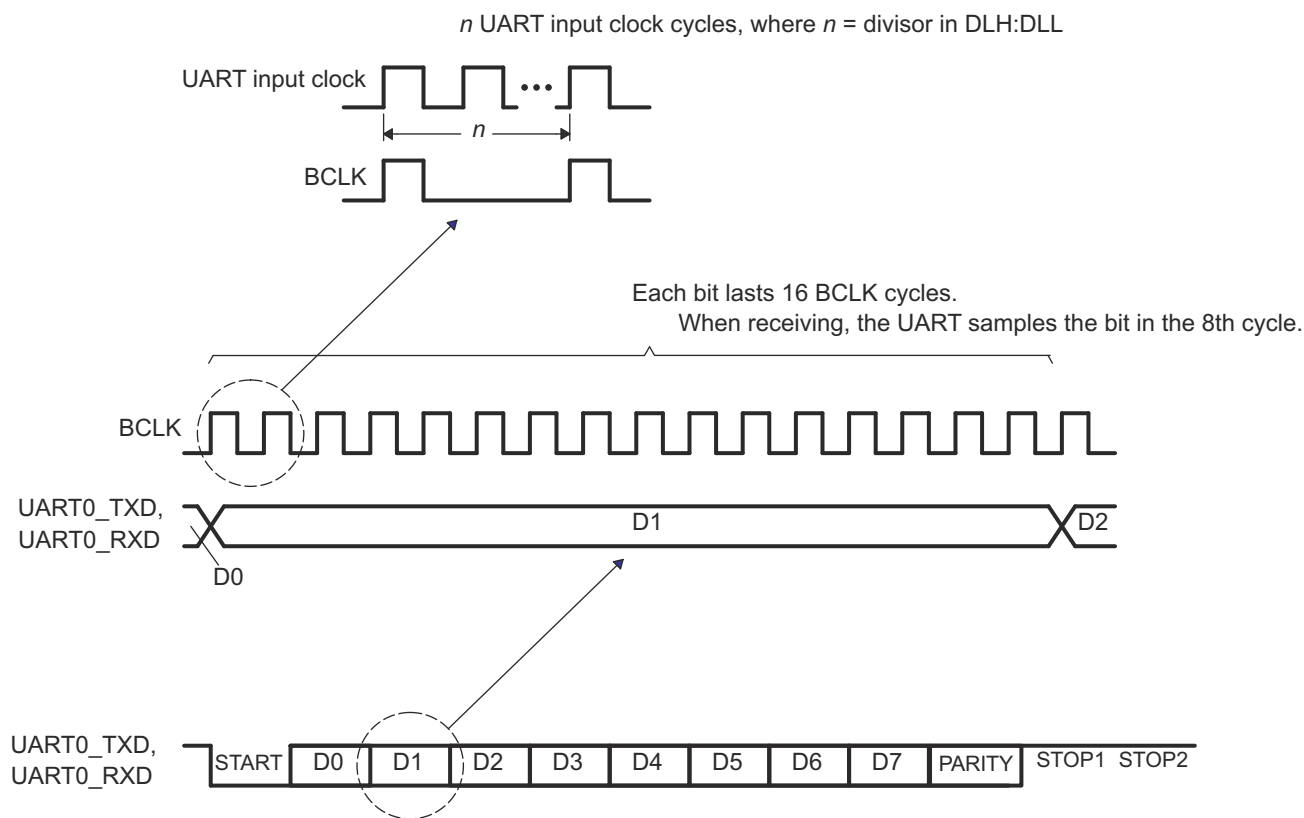 n UART input clock cycles, where n = divisor in DLH:DLL
UART input clock
n
BCLK
Each bit lasts 16 BCLK cycles.
When receiving, the UART samples the bit in the 8th cycle.
BCLK
UART0_TXD,
UART0_RXD
D1
D2
D0
UART0_TXD,
UART0_RXD
START D0 D1 D2 D3 D4 D5 D6 D7 PARITY STOP1 STOP2